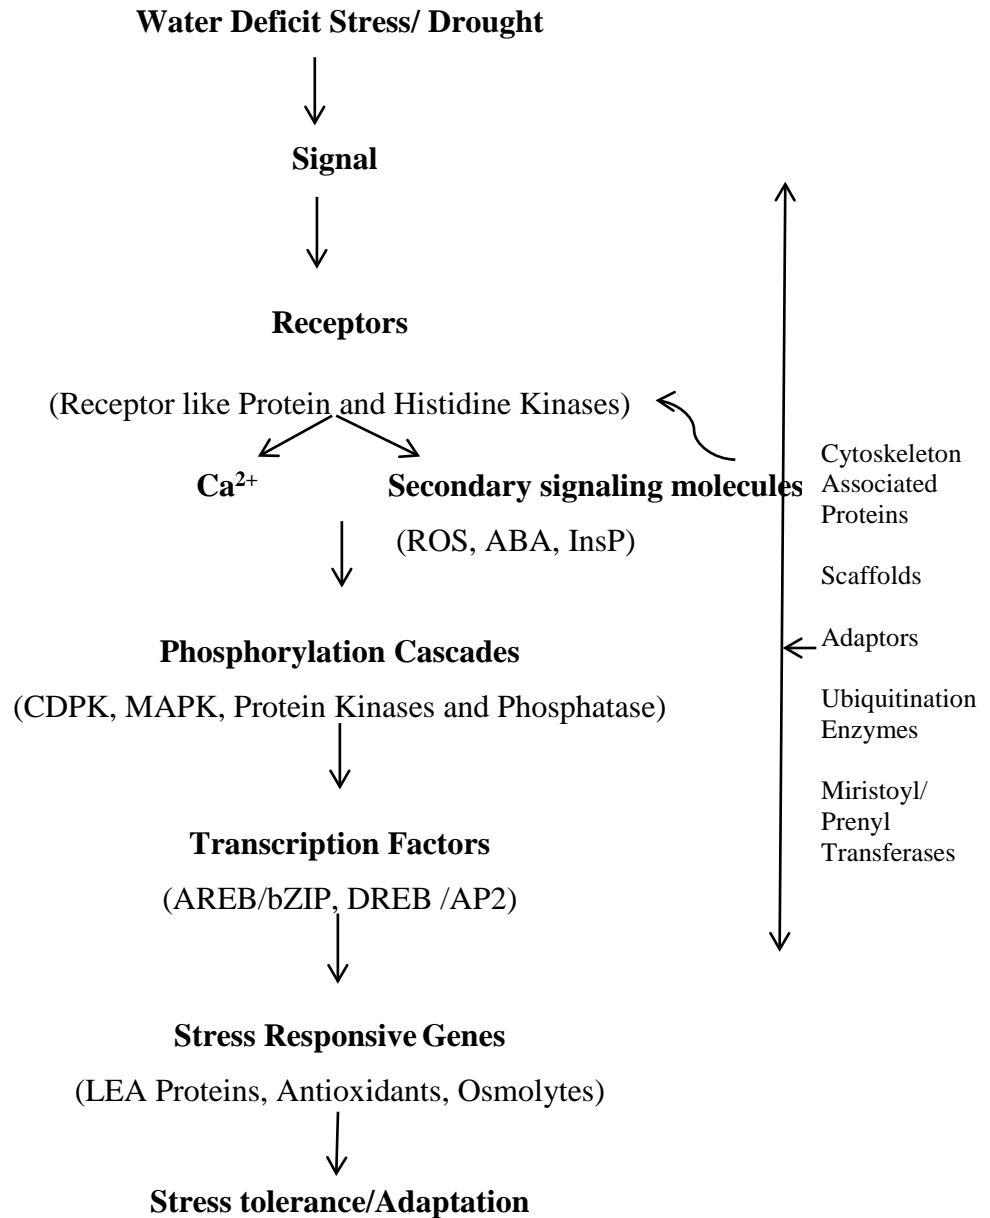 Water Deficit Stress/ Drought
Signal
Receptors
(Receptor like Protein and Histidine Kinases)
Ca²⁺
Secondary signaling molecules
(ROS, ABA, InsP)
Phosphorylation Cascades
(CDPK, MAPK, Protein Kinases and Phosphatase)
Transcription Factors
(AREB/bZIP, DREB /AP2)
Stress Responsive Genes
(LEA Proteins, Antioxidants, Osmolytes)
Stress tolerance/Adaptation
Cytoskeleton
Associated
Proteins
Scaffolds
Adaptors
Ubiquitination
Enzymes
Miristoyl/
Prenyl
Transferases